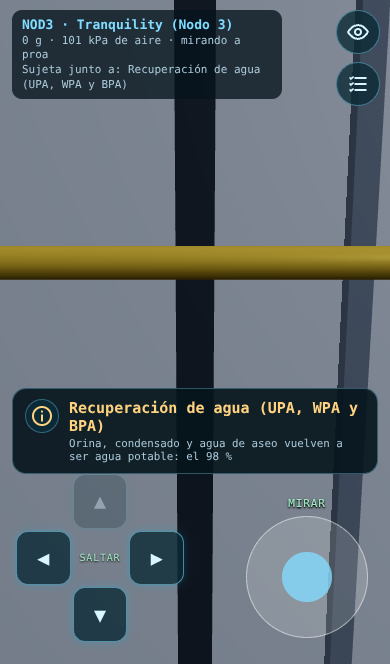 NOD3 · Tranquility (Nodo 3)
0 g · 101 kPa de aire · mirando a
proa
Sujeta junto a: Recuperación de agua
(UPA, WPA y BPA)
Recuperación de agua (UPA, WPA y
BPA)
Orina, condensado y agua de aseo vuelven a
ser agua potable: el 98 %
MIRAR
SALTAR